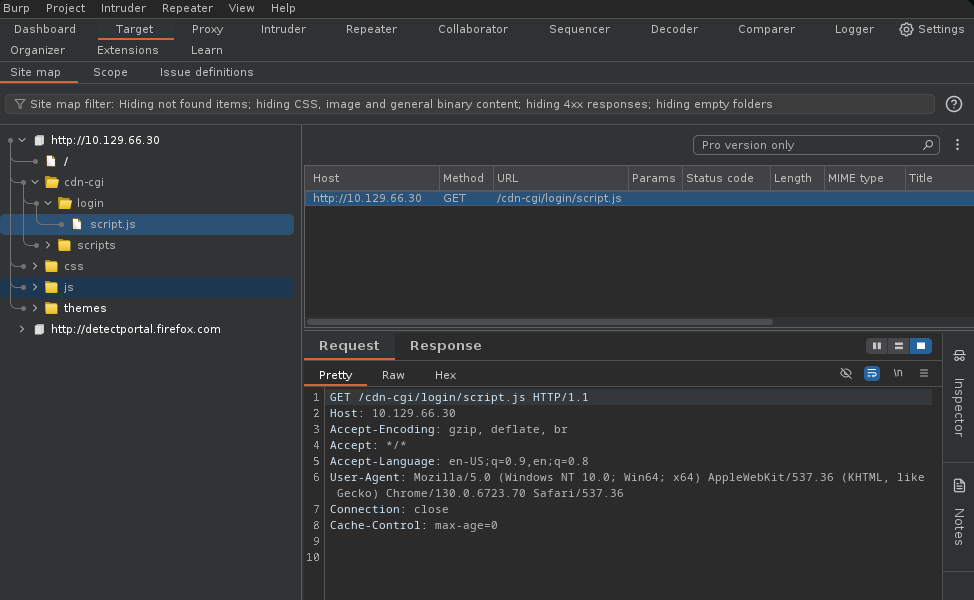 Burp Project Intruder Repeater View Help
Dashboard Target Proxy Intruder Repeater Collaborator Sequencer Decoder Comparer Logger Settings
Organizer Extensions Learn
Site map Scope Issue definitions
Site map filter: Hiding not found items; hiding CSS, image and general binary content; hiding 4xx responses; hiding empty folders ?
http://10.129.66.30
/
cdn-cgi
login
script.js
scripts
css
js
themes
http://detectportal.firefox.com
Pro version only
Host Method URL Params Status code Length MIME type Title
http://10.129.66.30 GET /cdn-cgi/login/script.js
Request Response
Pretty Raw Hex \n
1 GET /cdn-cgi/login/script.js HTTP/1.1
2 Host: 10.129.66.30
3 Accept-Encoding: gzip, deflate, br
4 Accept: */*
5 Accept-Language: en-US;q=0.9,en;q=0.8
6 User-Agent: Mozilla/5.0 (Windows NT 10.0; Win64; x64) AppleWebKit/537.36 (KHTML, like
Gecko) Chrome/130.0.6723.70 Safari/537.36
7 Connection: close
8 Cache-Control: max-age=0
9
10
Inspector
Notes